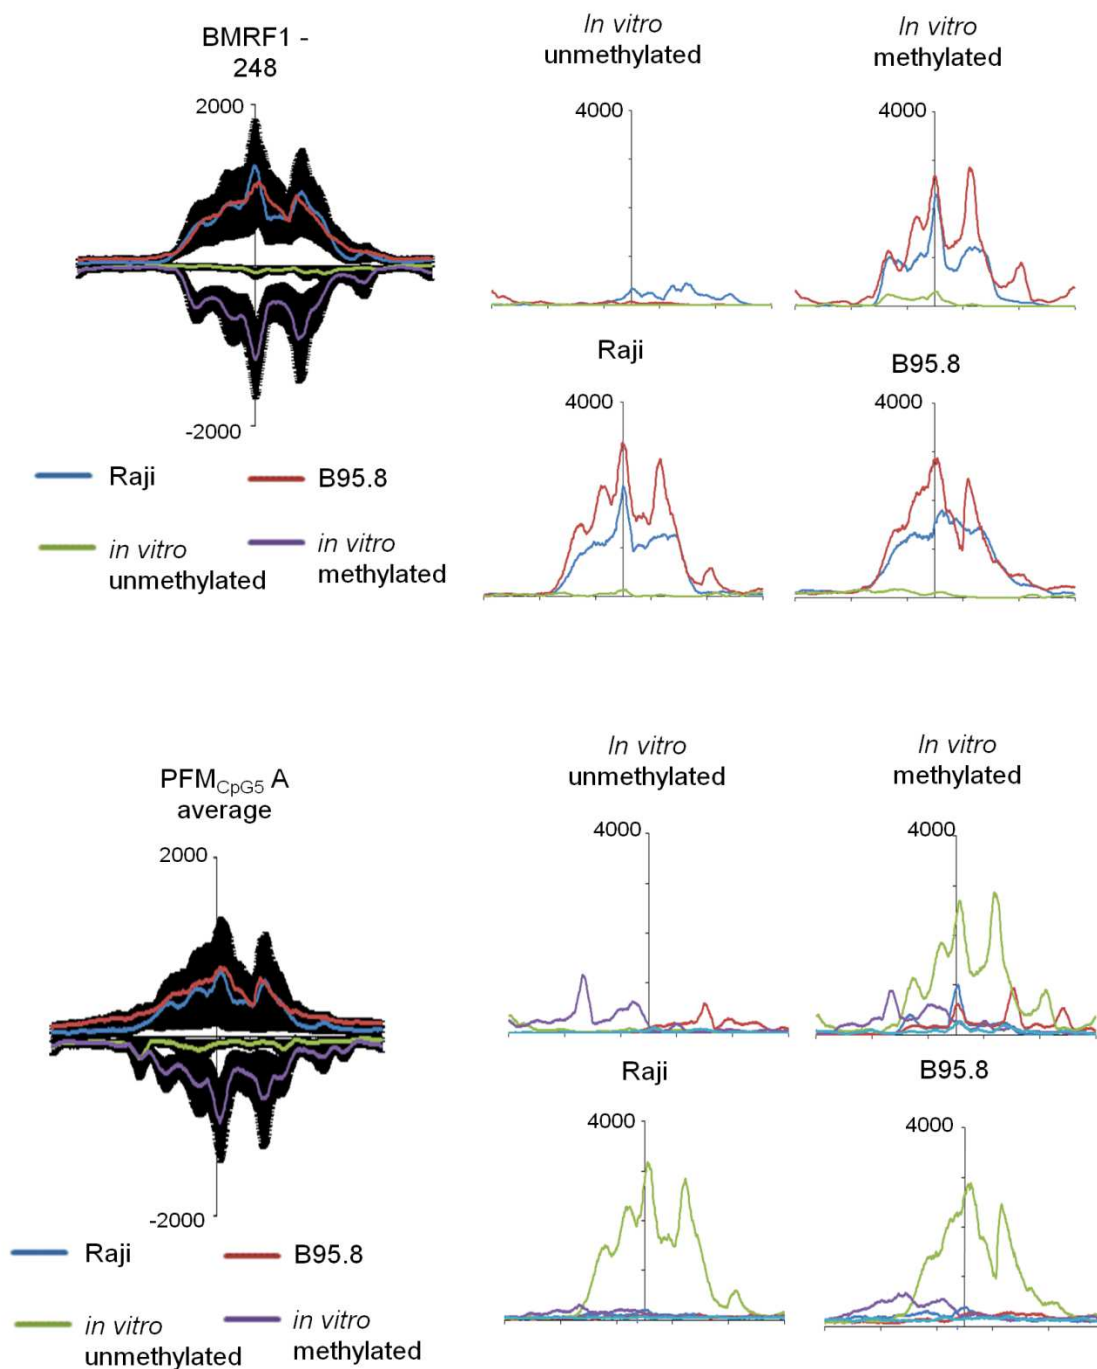 BMRF1 -
248
2000
-2000
Raji
B95.8
in vitro
unmethylated
in vitro
methylated
In vitro
unmethylated
4000
In vitro
methylated
4000
Raji
4000
B95.8
4000
PFMCpG5 A
average
2000
-2000
Raji
B95.8
in vitro
unmethylated
in vitro
methylated
In vitro
unmethylated
4000
In vitro
methylated
4000
Raji
4000
B95.8
4000